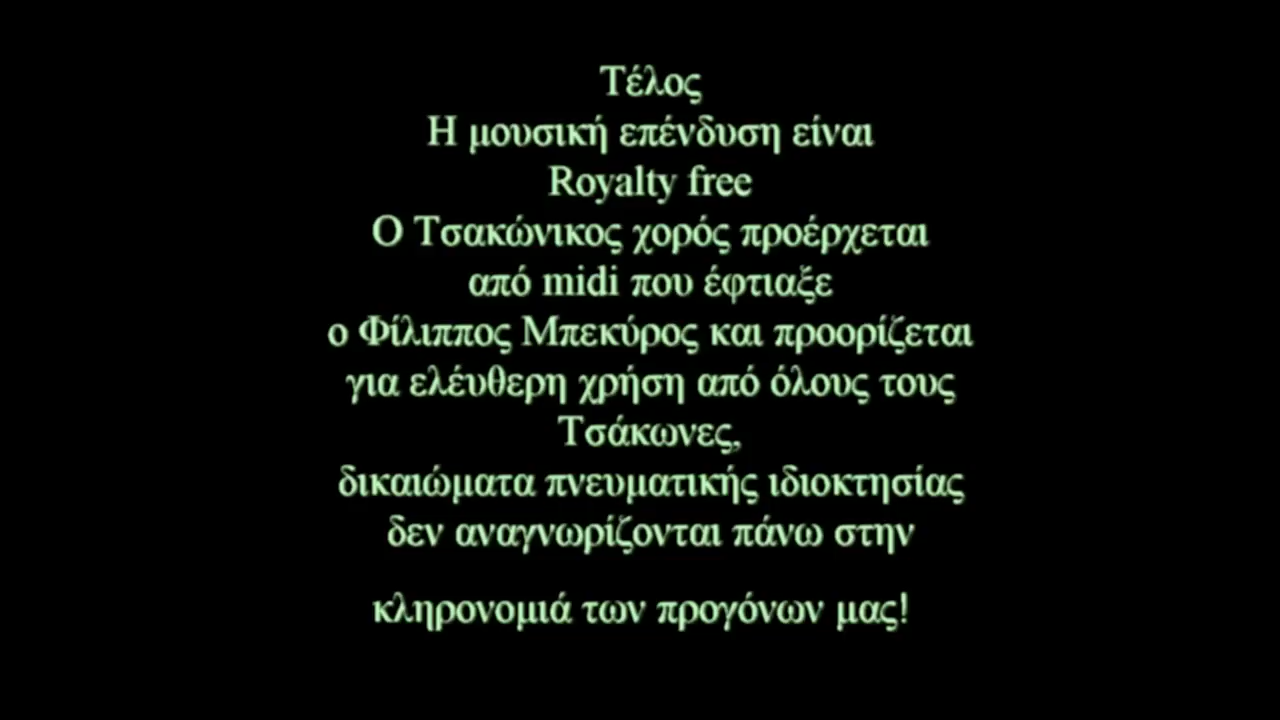 Τέλος
Η μουσική επένδυση είναι
Royalty free
Ο Τσακώνικος χορός προέρχεται
από midi που έφτιαξε
ο Φίλιππος Μπεκύρος και προορίζεται
για ελέυθερη χρήση από όλους τους
Τσάκωνες,
δικαιώματα πνευματικής ιδιοκτησίας
δεν αναγνωρίζονται πάνω στην
κληρονομιά των προγόνων μας!